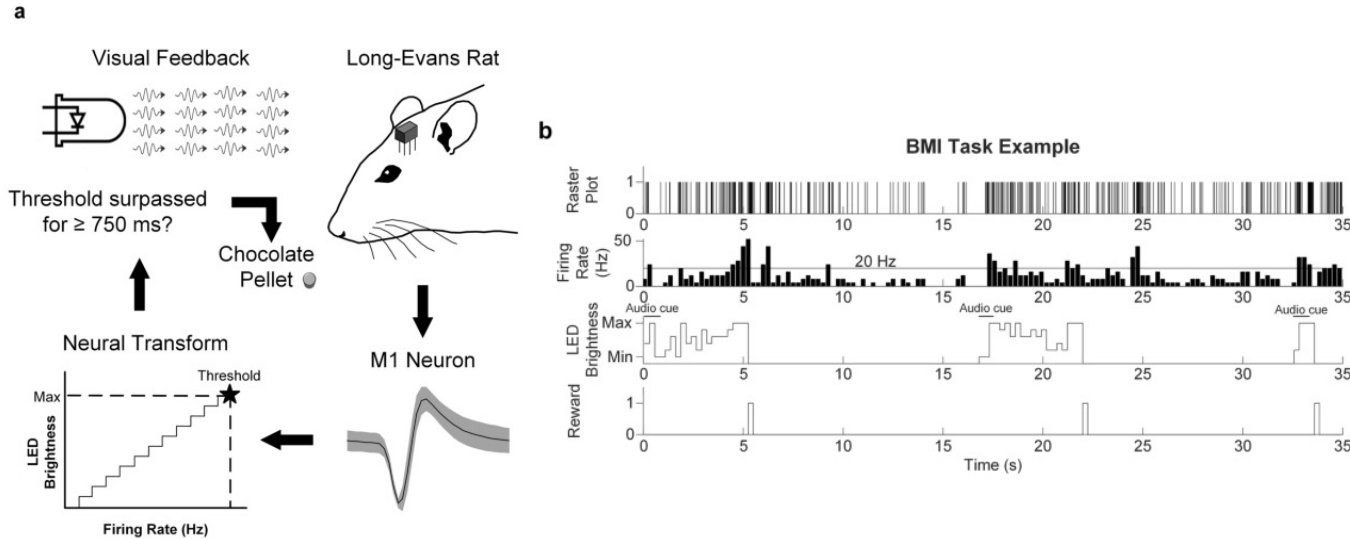 a
Visual Feedback
Long-Evans Rat
Threshold surpassed
for ≥ 750 ms?
Chocolate
Pellet
Neural Transform
Threshold
Max
LED
Brightness
Firing Rate (Hz)
M1 Neuron
b
BMI Task Example
Raster
Plot
1
0
0 5 10 15 20 25 30 35
Firing
Rate
(Hz)
50
0
20 Hz
0 5 10 15 20 25 30 35
Audio cue Audio cue Audio cue
LED
Brightness
Max
Min
0 5 10 15 20 25 30 35
Reward
1
0
0 5 10 15 20 25 30 35
Time (s)